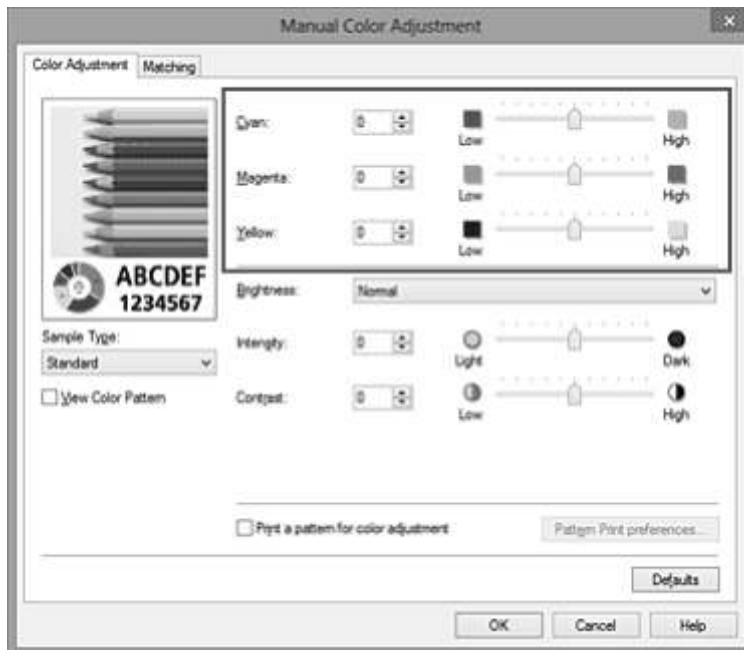 Manual Color Adjustment
Color Adjustment
Matching
Cyan: 0 Low High
Magenta: 0 Low High
Yellow: 0 Low High
ABCDEF
1234567
Brightness: Normal
Sample Type:
Standard
Intensity: 0 Light Dark
View Color Pattern
Contrast: 0 Low High
Print a pattern for color adjustment
Pattern Print preferences...
Defaults
OK Cancel Help